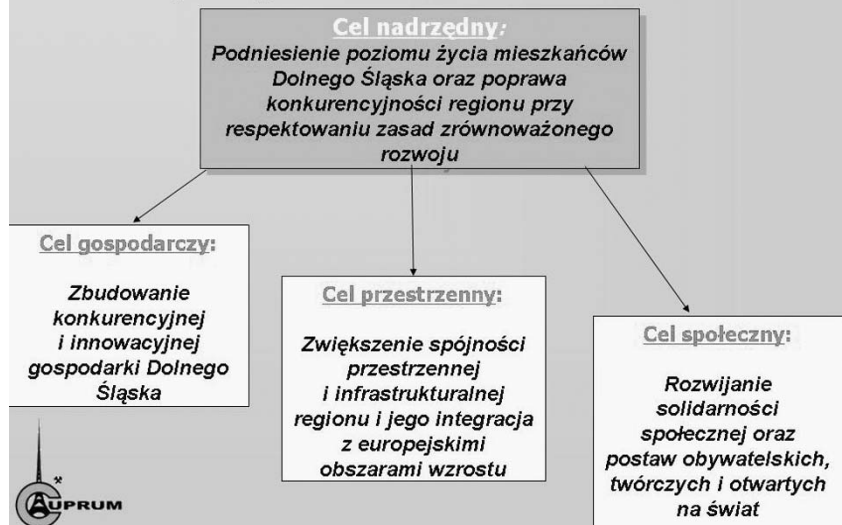 Cel nadrzędny:
Podniesienie poziomu życia mieszkańców
Dolnego Śląska oraz poprawa
konkurencyjności regionu przy
respektowaniu zasad zrównoważonego
rozwoju
Cel gospodarczy:
Zbudowanie
konkurencyjnej
i innowacyjnej
gospodarki Dolnego
Śląska
Cel przestrzenny:
Zwiększenie spójności
przestrzennej
i infrastrukturalnej
regionu i jego integracja
z europejskimi
obszarami wzrostu
Cel społeczny:
Rozwijanie
solidarności
społecznej oraz
postaw obywatelskich,
twórczych i otwartych
na świat
CUPRUM